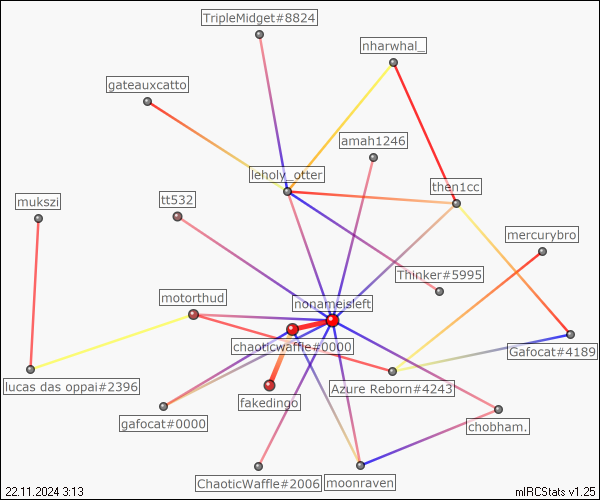 TripleMidget#8824
nharwhal_
gateauxcatto
amah1246
leholy_otter
then1cc
tt532
mukszi
mercurybro
Thinker#5995
motorthud
nonameisleft
chaoticwaffle#0000
Gafocat#4189
lucas das oppai#2396
Azure Reborn#4243
fakedingo
gafocat#0000
chobham.
ChaoticWaffle#2006
moonraven
22.11.2024 3:13
mIRCStats v1.25